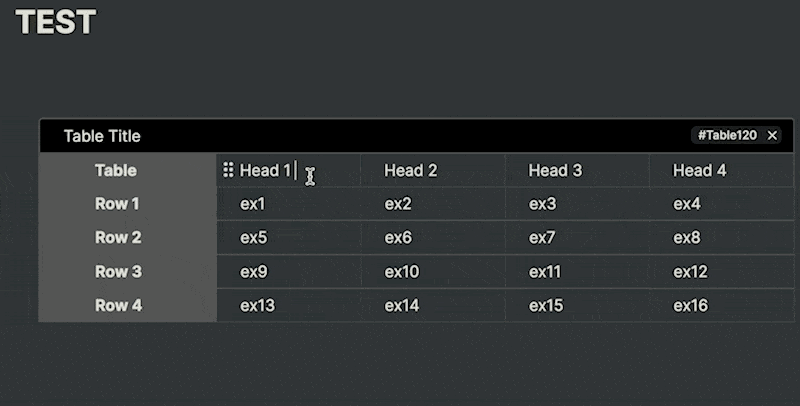 TEST
Table Title #Table120
Table Head 1 Head 2 Head 3 Head 4
Row 1 ex1 ex2 ex3 ex4
Row 2 ex5 ex6 ex7 ex8
Row 3 ex9 ex10 ex11 ex12
Row 4 ex13 ex14 ex15 ex16